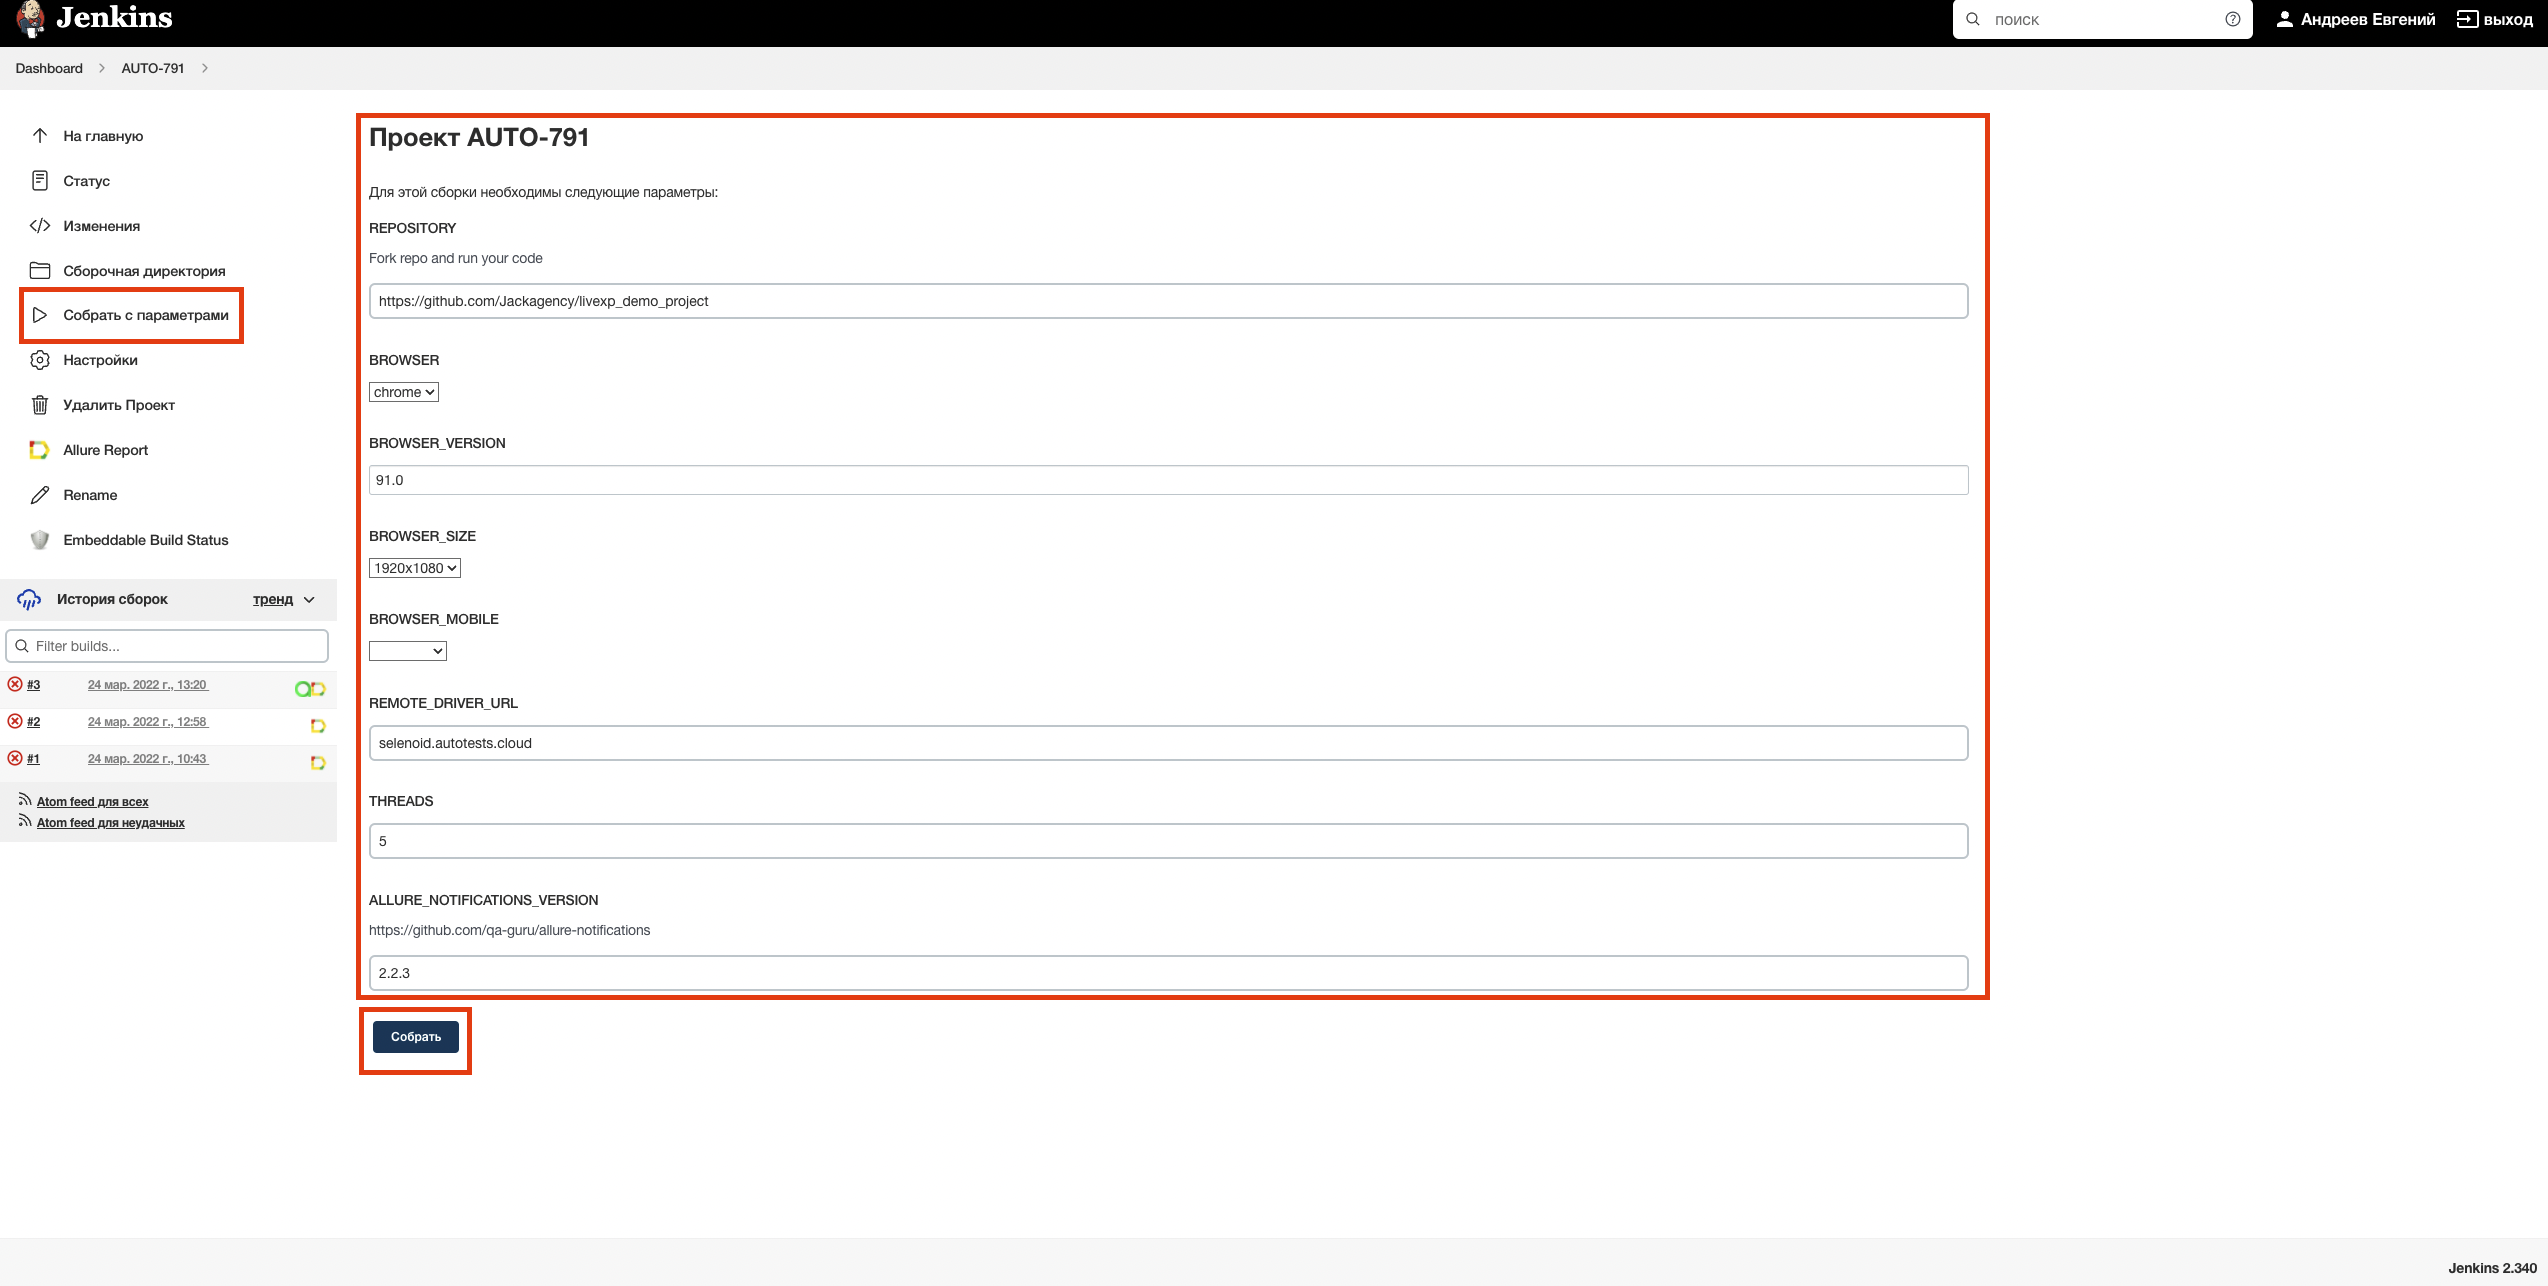 Jenkins
поиск
Андреев Евгений
выход
Dashboard
AUTO-791
На главную
Статус
Изменения
Сборочная директория
Собрать с параметрами
Настройки
Удалить Проект
Allure Report
Rename
Embeddable Build Status
История сборок
тренд
Filter builds...
#3 24 мар. 2022 г., 13:20
#2 24 мар. 2022 г., 12:58
#1 24 мар. 2022 г., 10:43
Atom feed для всех
Atom feed для неудачных
Проект AUTO-791
Для этой сборки необходимы следующие параметры:
REPOSITORY
Fork repo and run your code
https://github.com/Jackagency/livexp_demo_project
BROWSER
chrome
BROWSER_VERSION
91.0
BROWSER_SIZE
1920x1080
BROWSER_MOBILE
REMOTE_DRIVER_URL
selenoid.autotests.cloud
THREADS
5
ALLURE_NOTIFICATIONS_VERSION
https://github.com/qa-guru/allure-notifications
2.2.3
Собрать
Jenkins 2.340